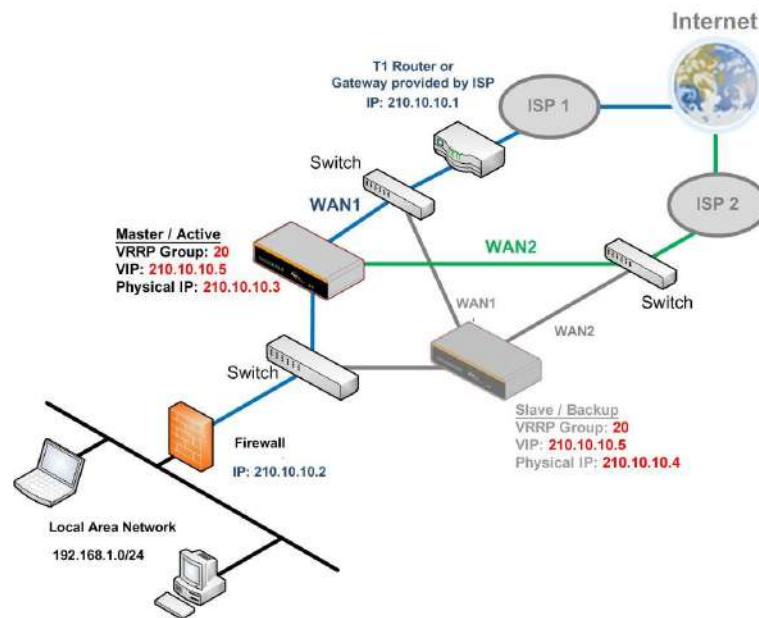 Internet
T1 Router or
Gateway provided by ISP
IP: 210.10.10.1
ISP 1
Switch
WAN1
ISP 2
Master / Active
VRRP Group: 20
VIP: 210.10.10.5
Physical IP: 210.10.10.3
WAN2
Switch
WAN1
WAN2
Switch
Slave / Backup
VRRP Group: 20
VIP: 210.10.10.5
Physical IP: 210.10.10.4
Firewall
IP: 210.10.10.2
Local Area Network
192.168.1.0/24